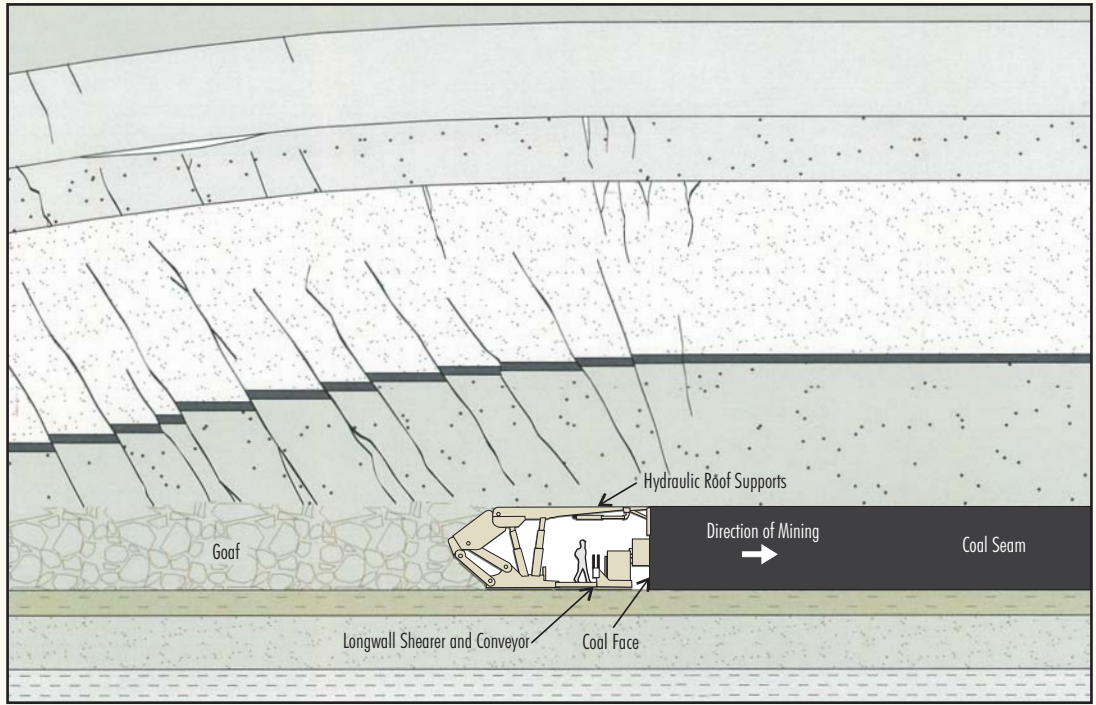 Hydraulic Roof Supports
Direction of Mining
Coal Seam
Goaf
Longwall Shearer and Conveyor
Coal Face